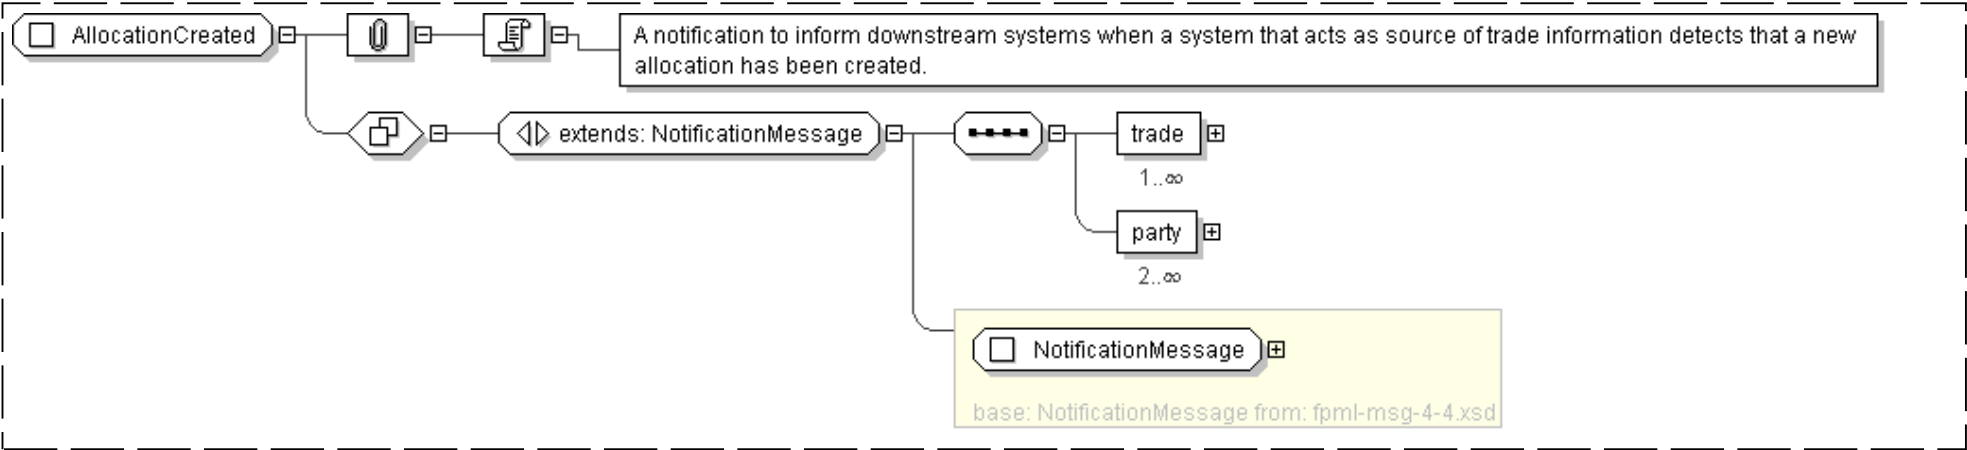 AllocationCreated
A notification to inform downstream systems when a system that acts as source of trade information detects that a new
allocation has been created.
extends: NotificationMessage
trade
1..∞
party
2..∞
NotificationMessage
base: NotificationMessage from: fpml-msg-4-4.xsd